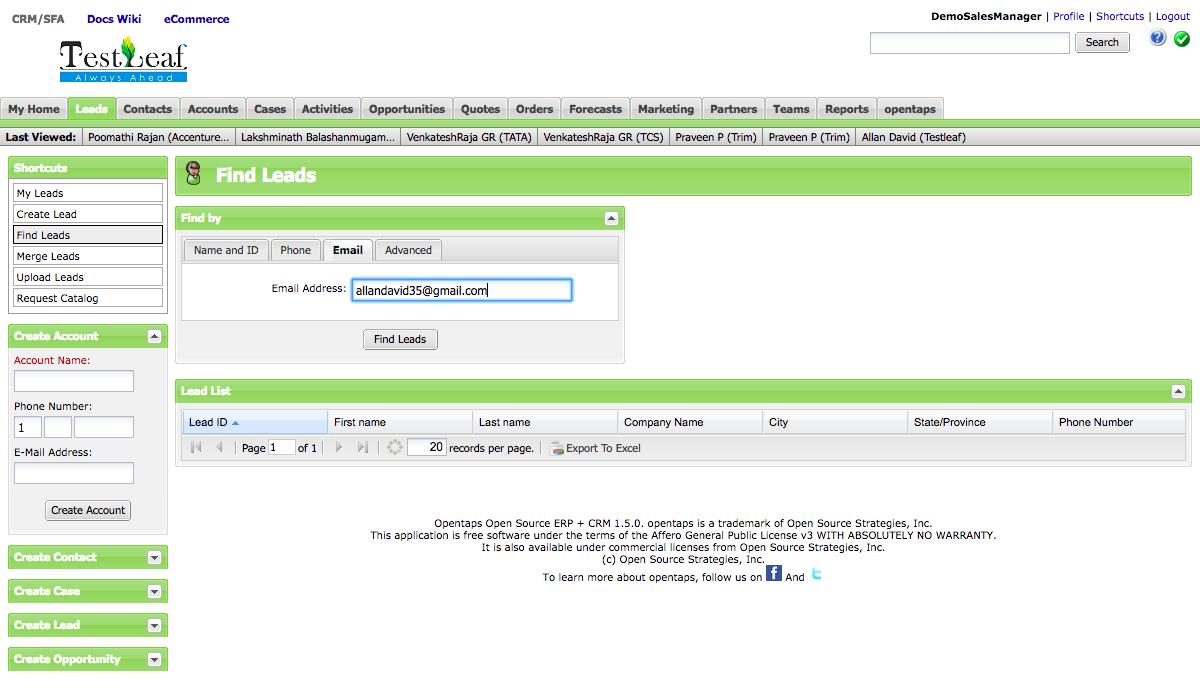 CRM/SFA Docs Wiki eCommerce
DemoSalesManager | Profile | Shortcuts | Logout
TestLeaf
Always Ahead
Search
My Home Leads Contacts Accounts Cases Activities Opportunities Quotes Orders Forecasts Marketing Partners Teams Reports opentaps
Last Viewed: Poomathi Rajan (Accenture... Lakshminath Balashanmugam... VenkateshRaja GR (TATA) VenkateshRaja GR (TCS) Praveen P (Trim) Praveen P (Trim) Allan David (Testleaf)
Shortcuts
My Leads
Create Lead
Find Leads
Merge Leads
Upload Leads
Request Catalog
Create Account
Account Name:
Phone Number:
1
E-Mail Address:
Create Account
Create Contact
Create Case
Create Lead
Create Opportunity
Find Leads
Find by
Name and ID Phone Email Advanced
Email Address: allandavid35@gmail.com
Find Leads
Lead List
Lead ID First name Last name Company Name City State/Province Phone Number
Page 1 of 1 20 records per page. Export To Excel
Opentaps Open Source ERP + CRM 1.5.0. opentaps is a trademark of Open Source Strategies, Inc.
This application is free software under the terms of the Affero General Public License v3 WITH ABSOLUTELY NO WARRANTY.
It is also available under commercial licenses from Open Source Strategies, Inc.
(c) Open Source Strategies, Inc.
To learn more about opentaps, follow us on f And t